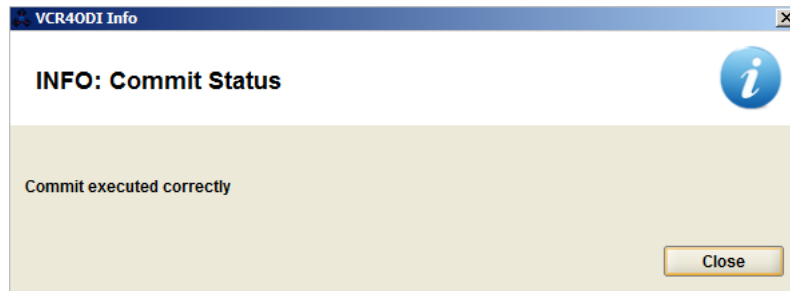 VCR4ODI Info
INFO: Commit Status
Commit executed correctly
Close